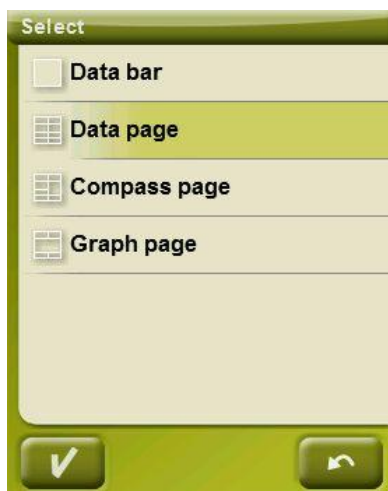 Select
Data bar
Data page
Compass page
Graph page